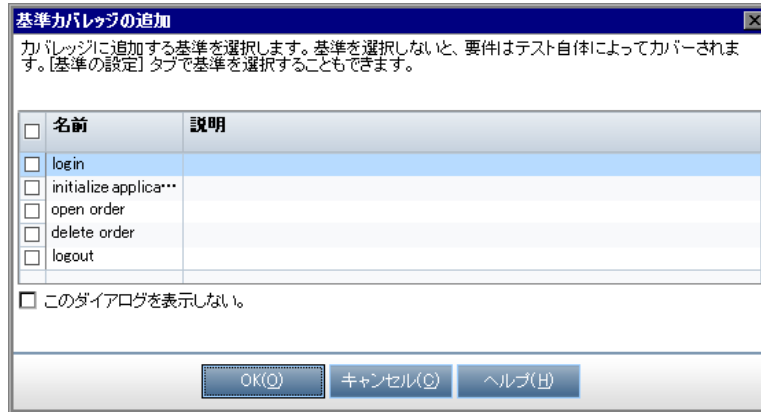 基準カバレッジの追加
カバレッジに追加する基準を選択します。基準を選択しないと、要件はテスト自体によってカバーされま
す。[基準の設定] タブで基準を選択することもできます。
名前 説明
login
initialize applica…
open order
delete order
logout
このダイアログを表示しない。
OK(O) キャンセル(C) ヘルプ(H)